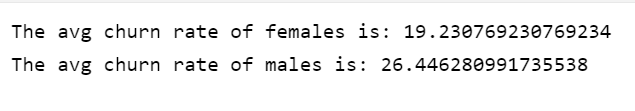 The avg churn rate of females is: 19.230769230769234
The avg churn rate of males is: 26.446280991735538